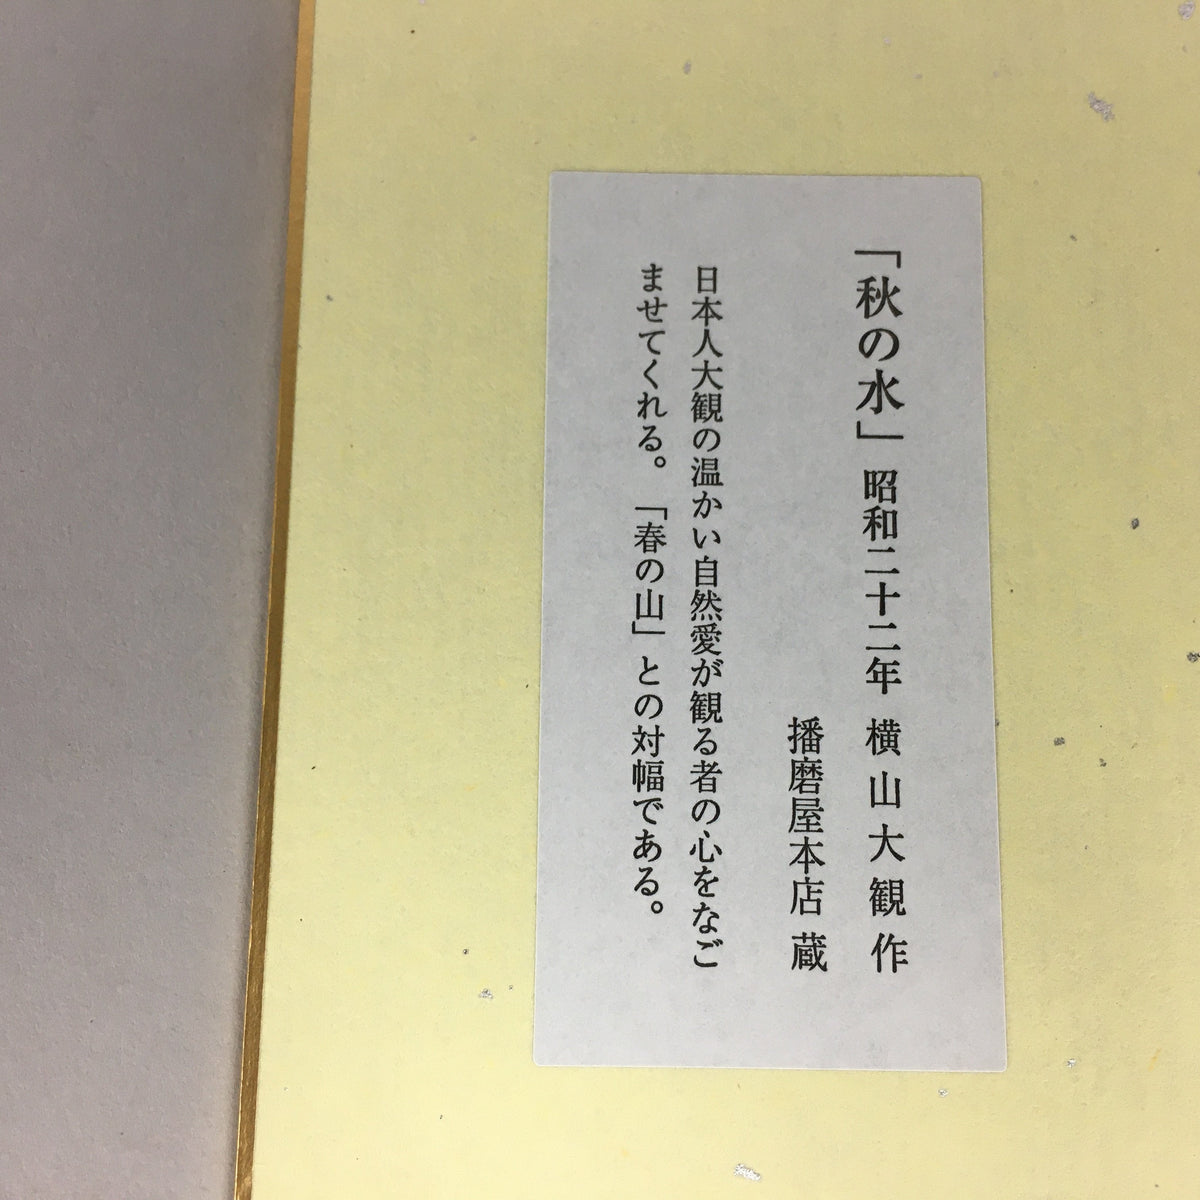 「秋の水」 昭和二十二年 横山大観 作
播磨屋本店 蔵
日本人大観の温かい自然愛が観る者の心をなご
ませてくれる。「春の山」との対幅である。